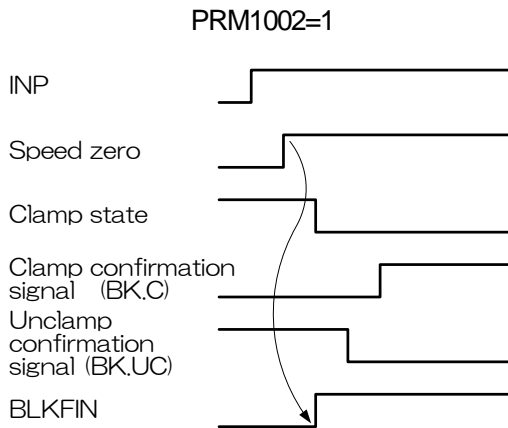 PRM1002=1
INP
Speed zero
Clamp state
Clamp confirmation
signal (BK.C)
Unclamp
confirmation
signal (BK.UC)
BLKFIN